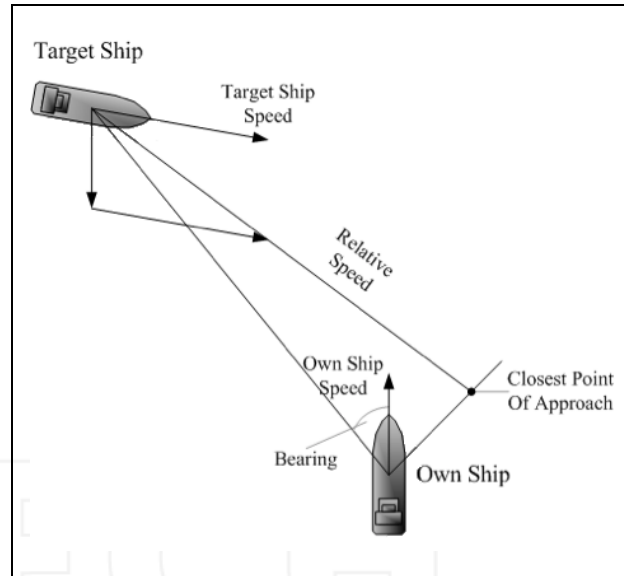 Target Ship
Target Ship
Speed
Relative
Speed
Own Ship
Speed
Closest Point
Of Approach
Bearing
Own Ship